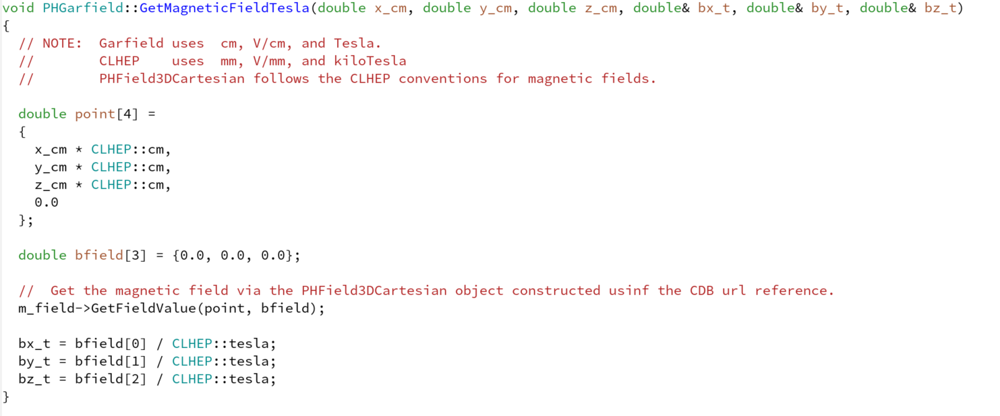 void PHGarfield::GetMagneticFieldTesla(double x_cm, double y_cm, double z_cm, double& bx_t, double& by_t, double& bz_t)
{
  // NOTE:  Garfield uses  cm, V/cm, and Tesla.
  //        CLHEP    uses  mm, V/mm, and kiloTesla
  //        PHField3DCartesian follows the CLHEP conventions for magnetic fields.

  double point[4] =
  {
    x_cm * CLHEP::cm,
    y_cm * CLHEP::cm,
    z_cm * CLHEP::cm,
    0.0
  };

  double bfield[3] = {0.0, 0.0, 0.0};

  //  Get the magnetic field via the PHField3DCartesian object constructed usinf the CDB url reference.
  m_field->GetFieldValue(point, bfield);

  bx_t = bfield[0] / CLHEP::tesla;
  by_t = bfield[1] / CLHEP::tesla;
  bz_t = bfield[2] / CLHEP::tesla;
}